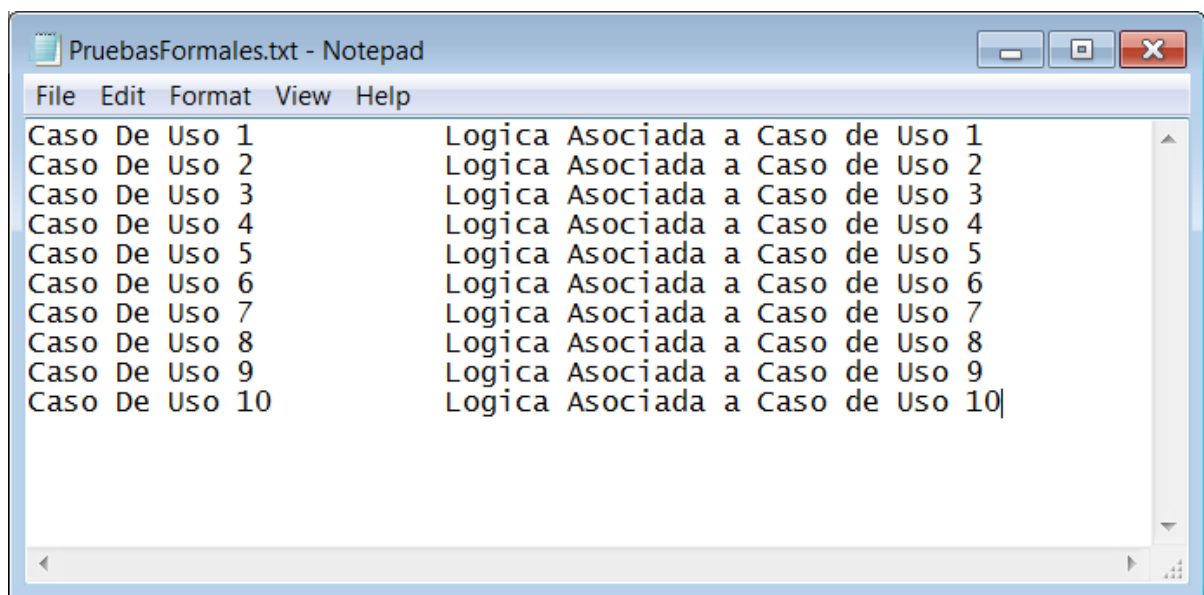 PruebasFormales.txt - Notepad
File Edit Format View Help
Caso De Uso 1 Logica Asociada a Caso de Uso 1
Caso De Uso 2 Logica Asociada a Caso de Uso 2
Caso De Uso 3 Logica Asociada a Caso de Uso 3
Caso De Uso 4 Logica Asociada a Caso de Uso 4
Caso De Uso 5 Logica Asociada a Caso de Uso 5
Caso De Uso 6 Logica Asociada a Caso de Uso 6
Caso De Uso 7 Logica Asociada a Caso de Uso 7
Caso De Uso 8 Logica Asociada a Caso de Uso 8
Caso De Uso 9 Logica Asociada a Caso de Uso 9
Caso De Uso 10 Logica Asociada a Caso de Uso 10